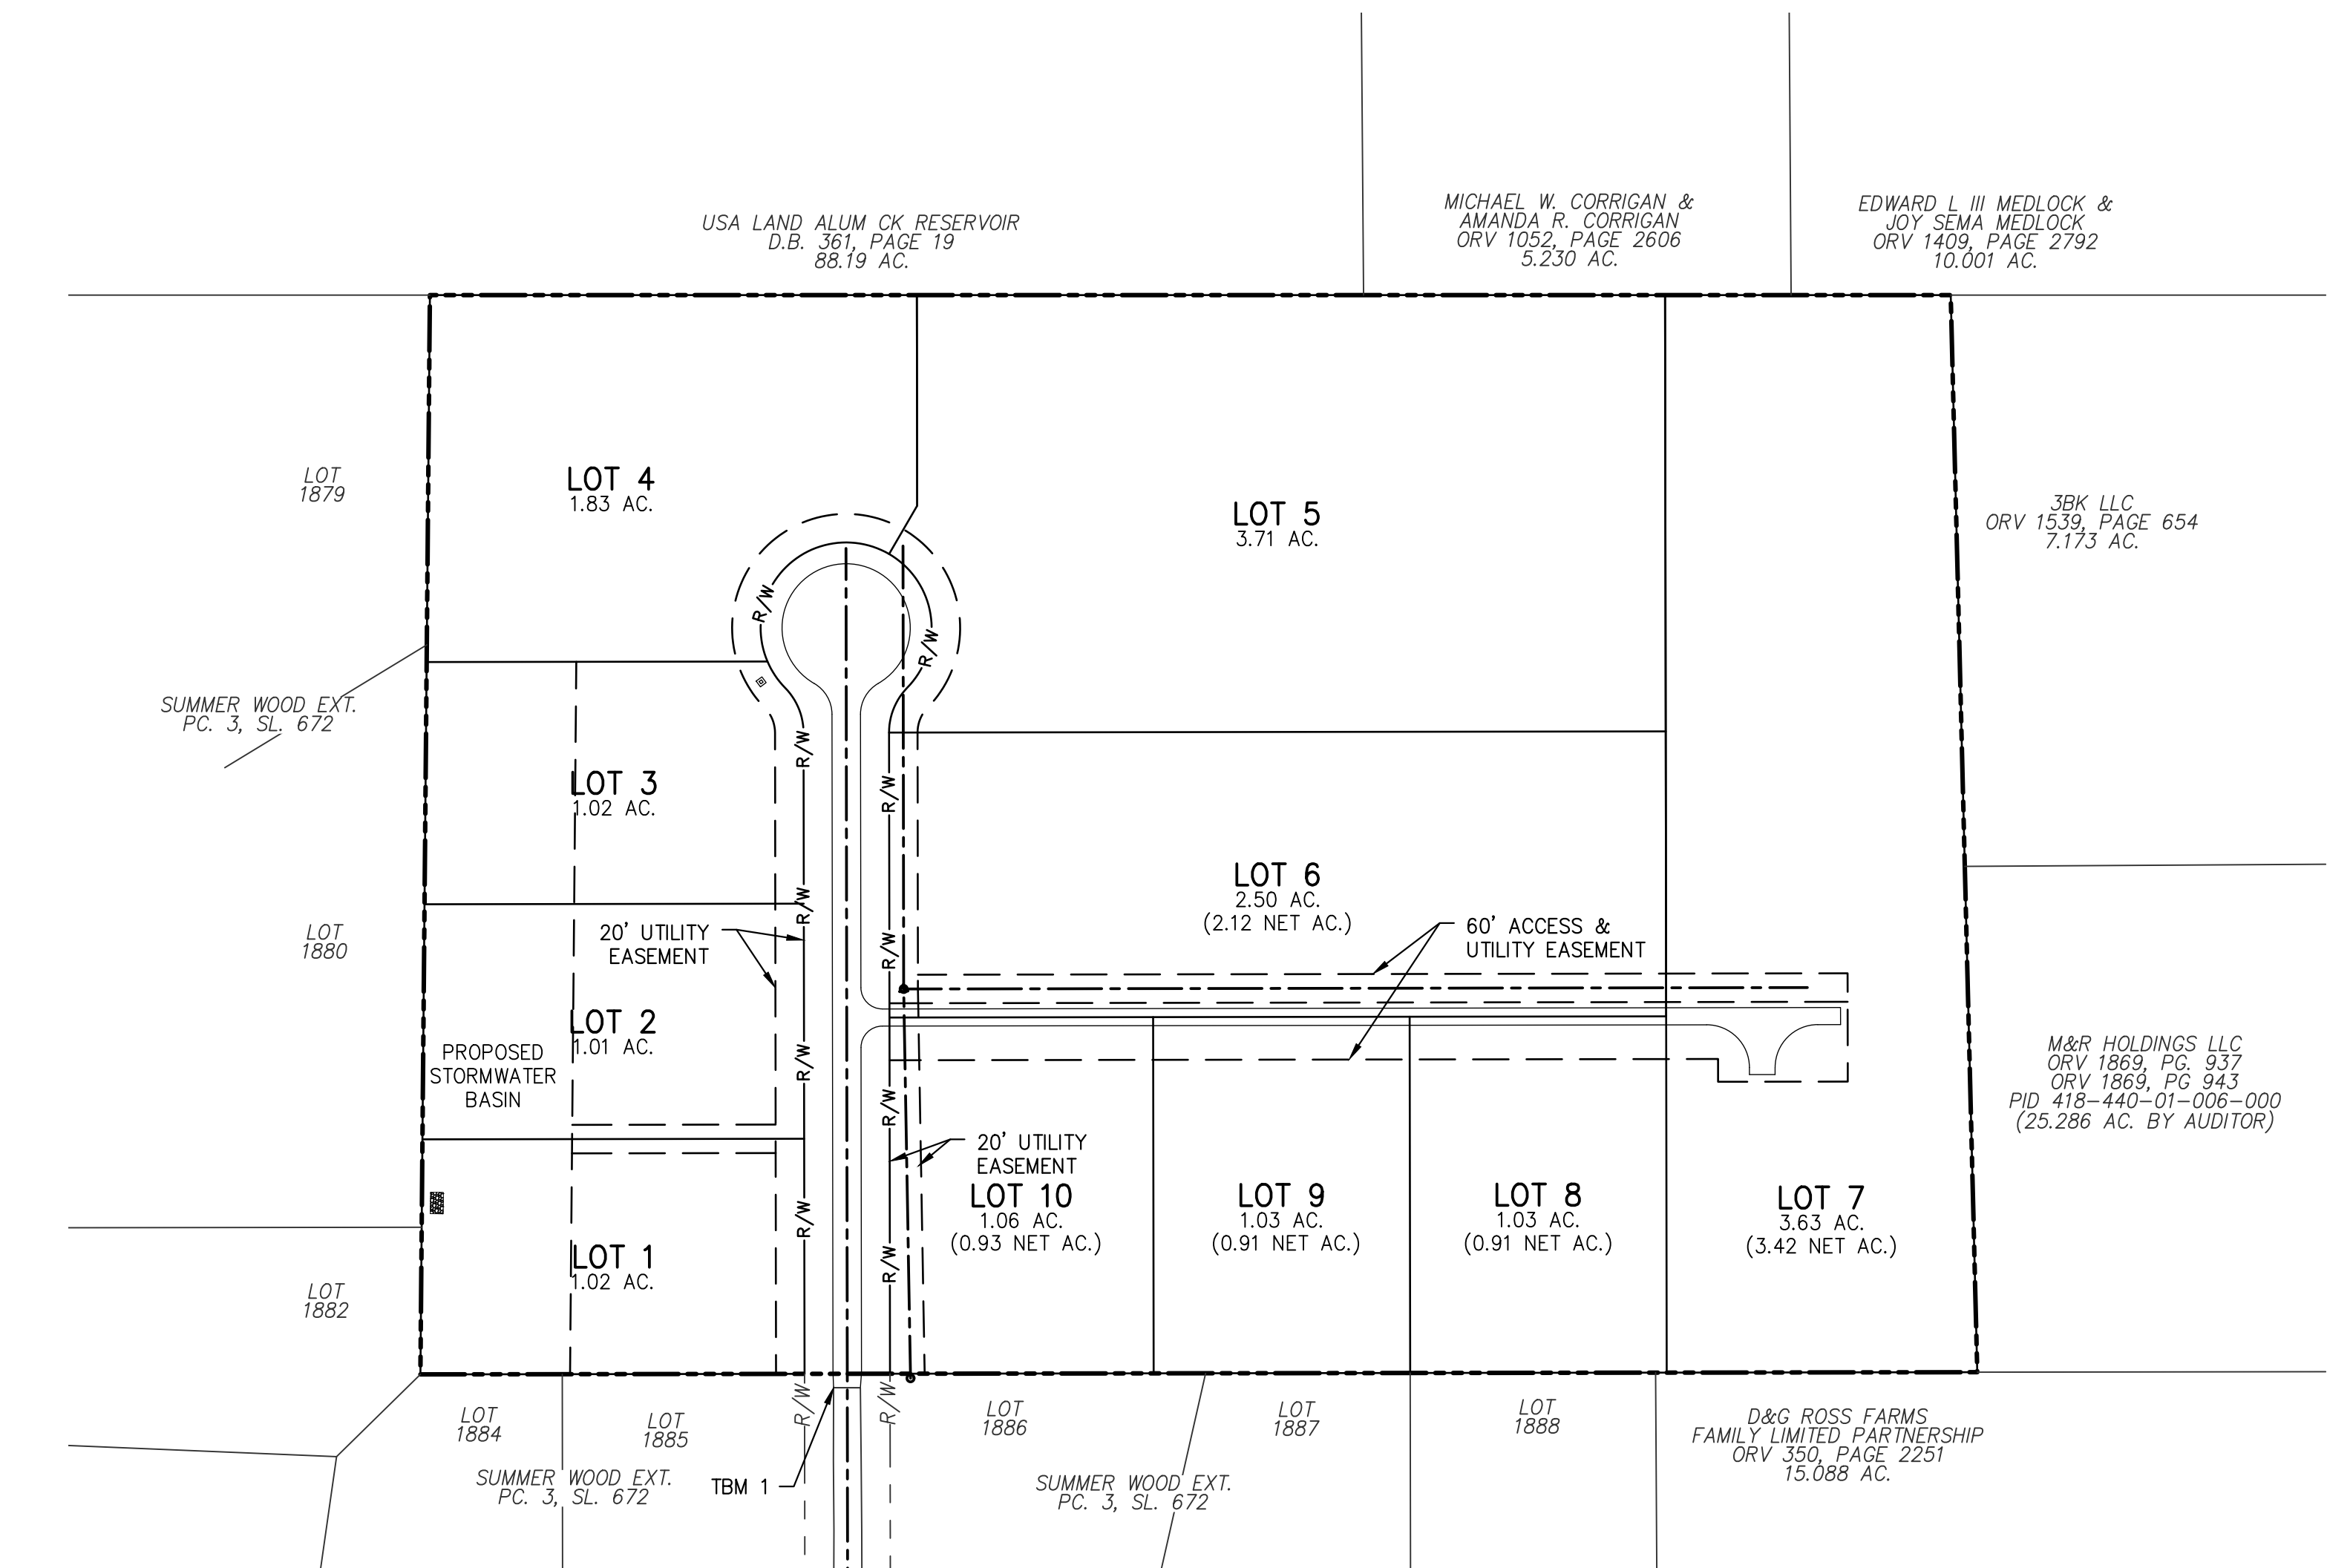 MICHAEL W. CORRIGAN &
AMANDA R. CORRIGAN
ORV 1052, PAGE 2606
5.230 AC.
EDWARD L III MEDLOCK &
JOY SEMA MEDLOCK
ORV 1409, PAGE 2792
10.001 AC.
USA LAND ALUM CK RESERVOIR
D.B. 361, PAGE 19
88.19 AC.
LOT
1879
LOT 4
1.83 AC.
LOT 5
3.71 AC.
3BK LLC
ORV 1539, PAGE 654
7.173 AC.
R/W
R/W
SUMMER WOOD EXT.
PC. 3, SL. 672
LOT 3
1.02 AC.
R/W
R/W
LOT 6
2.50 AC.
(2.12 NET AC.)
R/W
R/W
LOT
1880
20' UTILITY
EASEMENT
60' ACCESS &
UTILITY EASEMENT
LOT 2
1.01 AC.
PROPOSED
STORMWATER
BASIN
R/W
R/W
M&R HOLDINGS LLC
ORV 1869, PG. 937
ORV 1869, PG 943
PID 418-440-01-006-000
(25.286 AC. BY AUDITOR)
20' UTILITY
EASEMENT
LOT 10
1.06 AC.
(0.93 NET AC.)
LOT 9
1.03 AC.
(0.91 NET AC.)
LOT 8
1.03 AC.
(0.91 NET AC.)
LOT 7
3.63 AC.
(3.42 NET AC.)
R/W
R/W
LOT 1
1.02 AC.
LOT
1882
R/W
R/W
LOT
1884
LOT
1885
LOT
1886
LOT
1887
LOT
1888
D&G ROSS FARMS
FAMILY LIMITED PARTNERSHIP
ORV 350, PAGE 2251
15.088 AC.
SUMMER WOOD EXT.
PC. 3, SL. 672
TBM 1
SUMMER WOOD EXT.
PC. 3, SL. 672